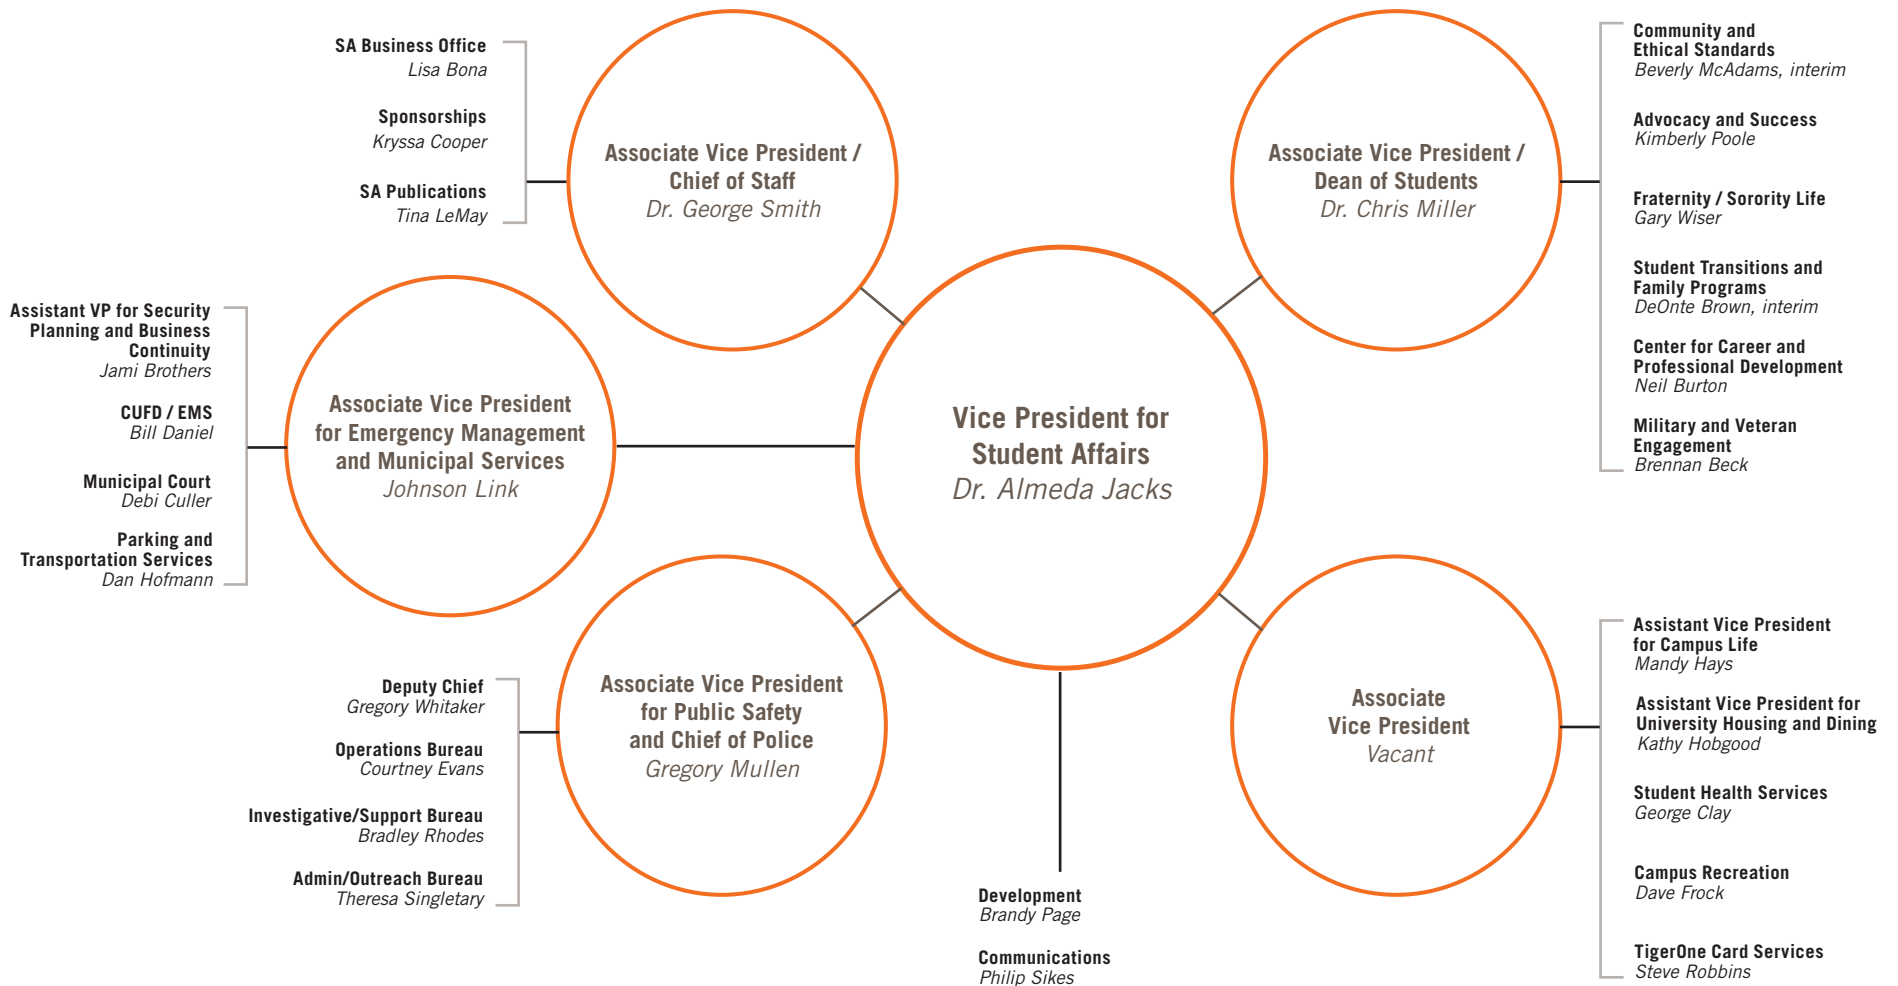 SA Business Office
Lisa Bona
Sponsorships
Kryssa Cooper
SA Publications
Tina LeMay
Associate Vice President /
Chief of Staff
Dr. George Smith
Associate Vice President /
Dean of Students
Dr. Chris Miller
Community and
Ethical Standards
Beverly McAdams, interim
Advocacy and Success
Kimberly Poole
Fraternity / Sorority Life
Gary Wiser
Student Transitions and
Family Programs
DeOnte Brown, interim
Center for Career and
Professional Development
Neil Burton
Military and Veteran
Engagement
Brennan Beck
Assistant VP for Security
Planning and Business
Continuity
Jami Brothers
CUFD / EMS
Bill Daniel
Municipal Court
Debi Culler
Parking and
Transportation Services
Dan Hofmann
Associate Vice President
for Emergency Management
and Municipal Services
Johnson Link
Vice President for
Student Affairs
Dr. Almeda Jacks
Deputy Chief
Gregory Whitaker
Operations Bureau
Courtney Evans
Investigative/Support Bureau
Bradley Rhodes
Admin/Outreach Bureau
Theresa Singletary
Associate Vice President
for Public Safety
and Chief of Police
Gregory Mullen
Development
Brandy Page
Communications
Philip Sikes
Associate
Vice President
Vacant
Assistant Vice President
for Campus Life
Mandy Hays
Assistant Vice President for
University Housing and Dining
Kathy Hobgood
Student Health Services
George Clay
Campus Recreation
Dave Frock
TigerOne Card Services
Steve Robbins